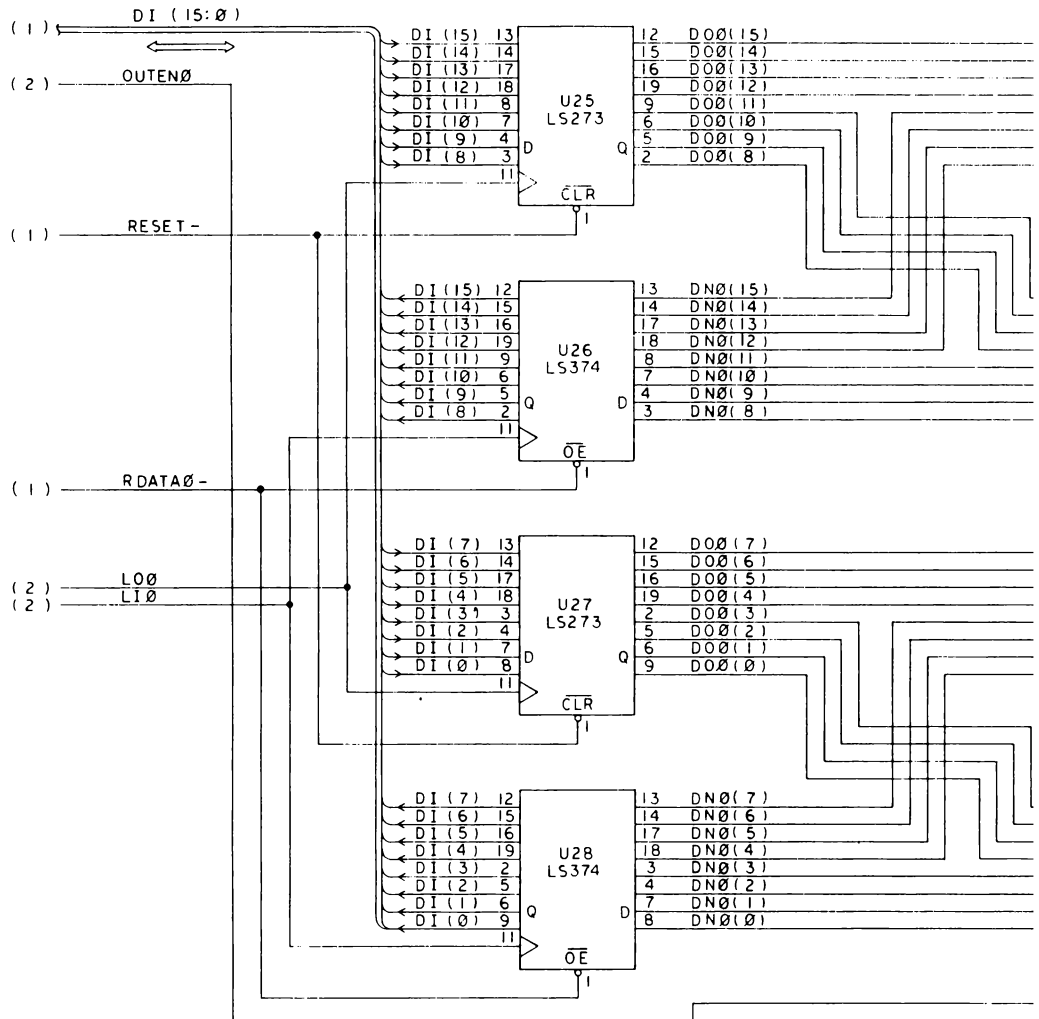 DI (15:Ø)
(1)
(2) OUTENØ
DI (15) 13 12 DOØ(15)
DI (14) 14 15 DOØ(14)
DI (13) 17 16 DOØ(13)
DI (12) 18 19 DOØ(12)
DI (11) 8 U25 9 DOØ(11)
DI (10) 7 LS273 6 DOØ(10)
DI (9) 4 D Q 5 DOØ(9)
DI (8) 3 2 DOØ(8)
11
CLR
1
(1) RESET-
DI (15) 12 13 DNØ(15)
DI (14) 15 14 DNØ(14)
DI (13) 16 17 DNØ(13)
DI (12) 19 18 DNØ(12)
DI (11) 9 U26 8 DNØ(11)
DI (1Ø) 6 LS374 7 DNØ(1Ø)
DI (9) 5 Q D 4 DNØ(9)
DI (8) 2 3 DNØ(8)
11
OE
1
(1) RDATAØ-
DI (7) 13 12 DOØ(7)
DI (6) 14 15 DOØ(6)
DI (5) 17 16 DOØ(5)
DI (4) 18 19 DOØ(4)
DI (3) 3 U27 2 DOØ(3)
DI (2) 4 LS273 5 DOØ(2)
DI (1) 7 D Q 6 DOØ(1)
DI (Ø) 8 9 DOØ(Ø)
11
(2) LOØ
(2) LIØ
CLR
1
DI (7) 12 13 DNØ(7)
DI (6) 15 14 DNØ(6)
DI (5) 16 17 DNØ(5)
DI (4) 19 18 DNØ(4)
DI (3) 2 U28 3 DNØ(3)
DI (2) 5 LS374 4 DNØ(2)
DI (1) 6 Q D 7 DNØ(1)
DI (Ø) 9 8 DNØ(Ø)
11
OE
1